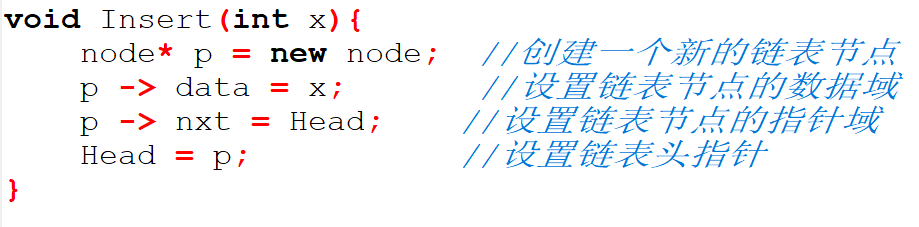 void Insert(int x){
node* p = new node; //创建一个新的链表节点
p -> data = x; //设置链表节点的数据域
p -> nxt = Head; //设置链表节点的指针域
Head = p; //设置链表头指针
}